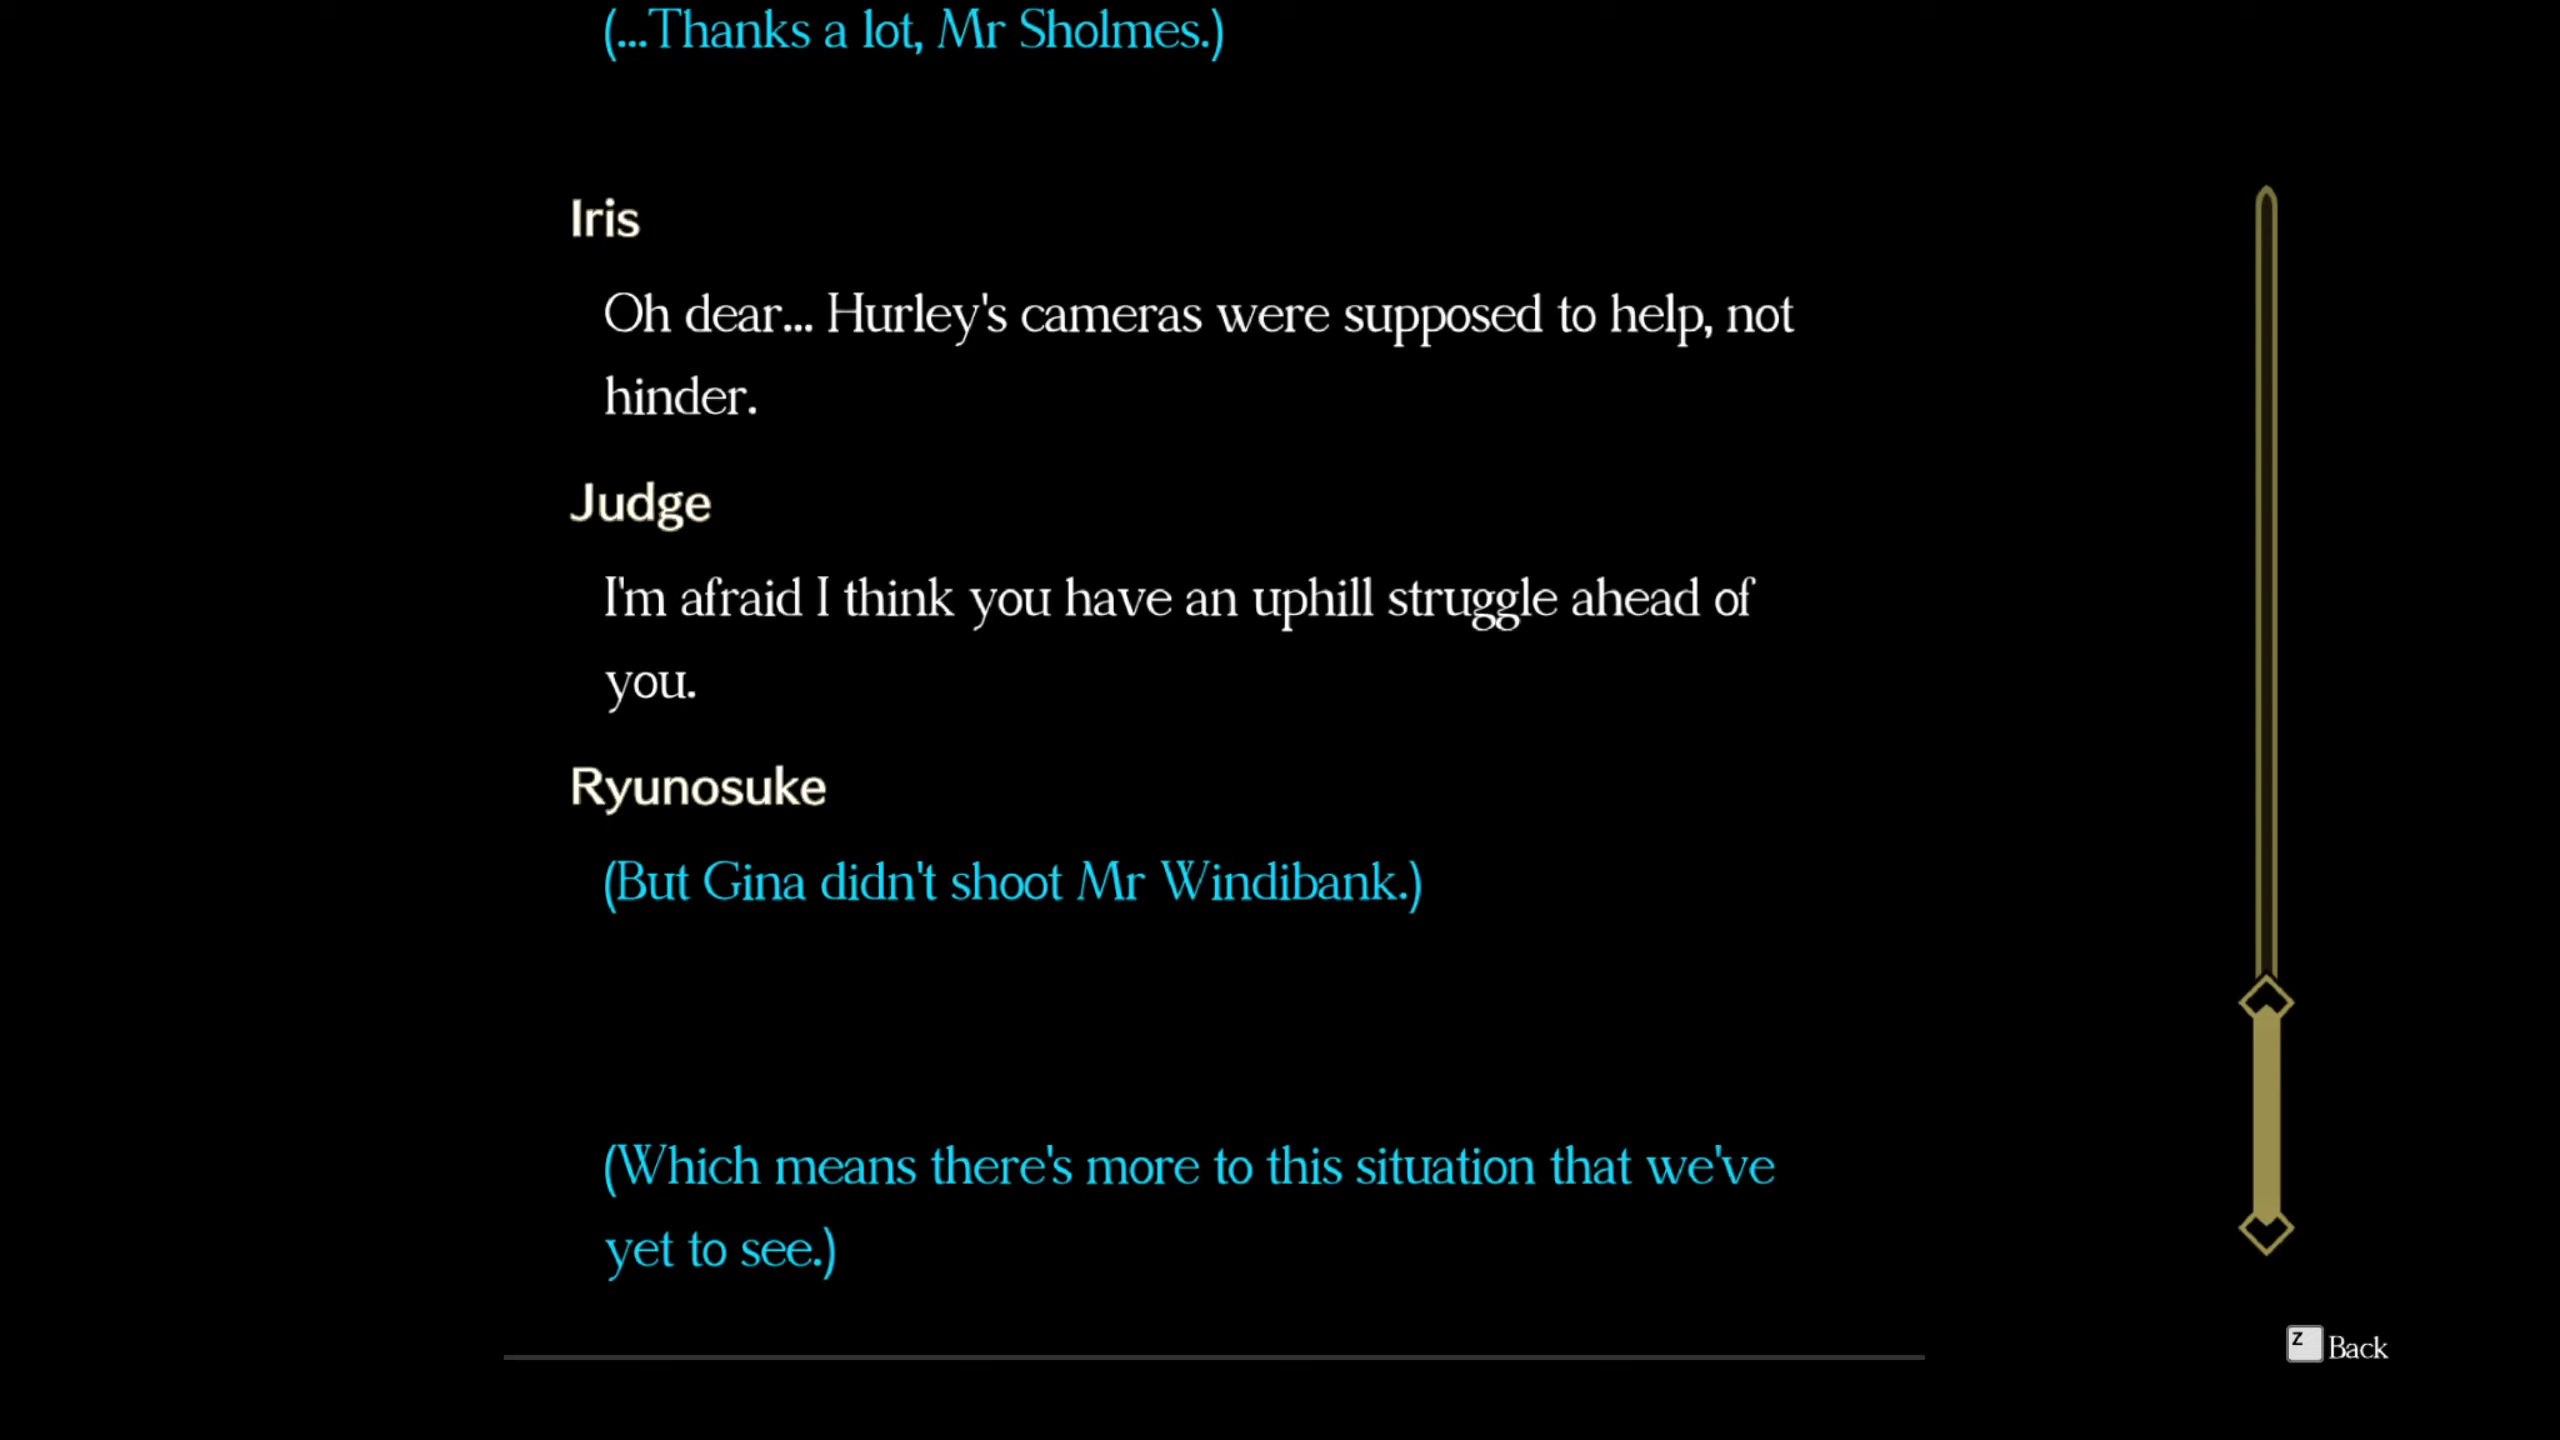 (...Thanks a lot, Mr Sholmes.)
Iris
Oh dear... Hurley's cameras were supposed to help, not
hinder.
Judge
I'm afraid I think you have an uphill struggle ahead of
you.
Ryunosuke
(But Gina didn't shoot Mr Windibank.)
(Which means there's more to this situation that we've
yet to see.)
Z Back